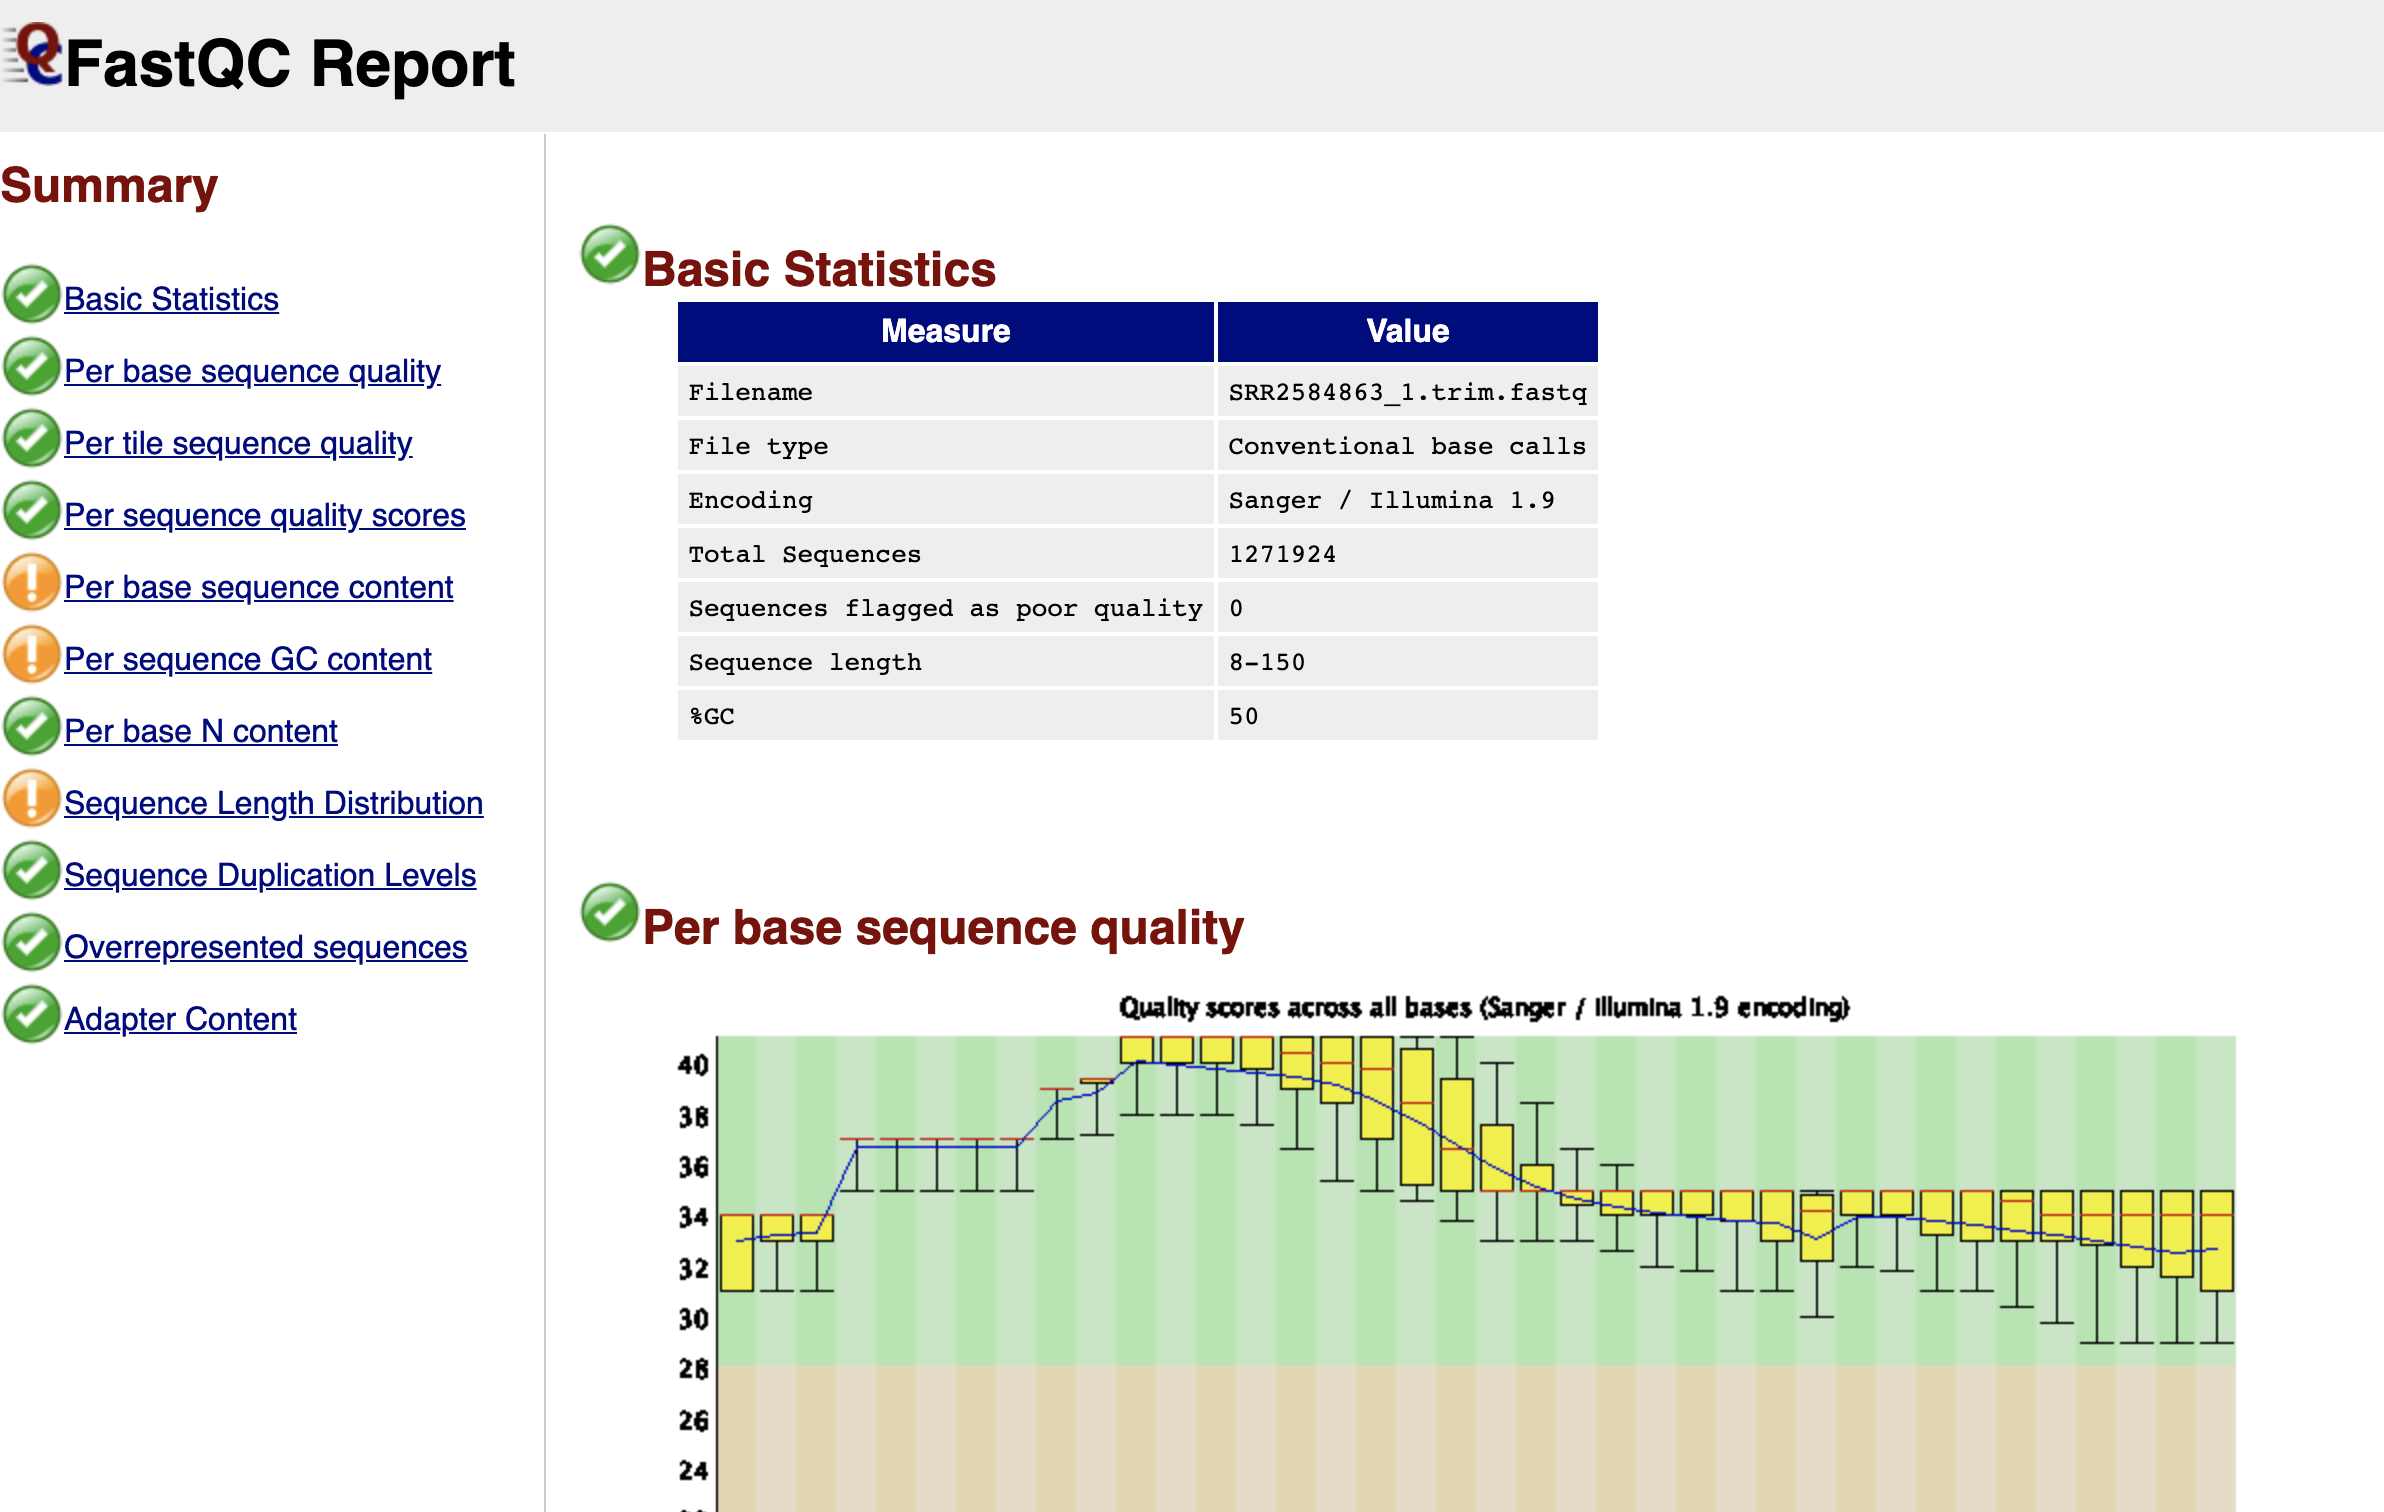 FastQC Report
Summary
Basic Statistics
Per base sequence quality
Per tile sequence quality
Per sequence quality scores
Per base sequence content
Per sequence GC content
Per base N content
Sequence Length Distribution
Sequence Duplication Levels
Overrepresented sequences
Adapter Content
Basic Statistics
Measure Value
Filename SRR2584863_1.trim.fastq
File type Conventional base calls
Encoding Sanger / Illumina 1.9
Total Sequences 1271924
Sequences flagged as poor quality 0
Sequence length 8-150
%GC 50
Per base sequence quality
Quality scores across all bases (Sanger / Illumina 1.9 encoding)
40
38
36
34
32
30
28
26
24